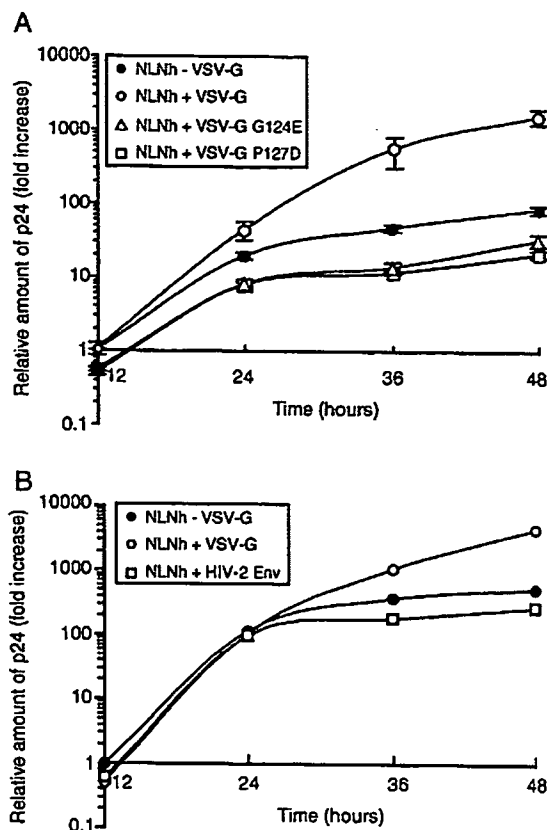 A
Relative amount of p24 (fold increase)
10000
1000
100
10
1
0.1
NLNh - VSV-G
NLNh + VSV-G
NLNh + VSV-G G124E
NLNh + VSV-G P127D
12
24
36
48
Time (hours)
B
Relative amount of p24 (fold increase)
10000
1000
100
10
1
0.1
NLNh - VSV-G
NLNh + VSV-G
NLNh + HIV-2 Env
12
24
36
48
Time (hours)